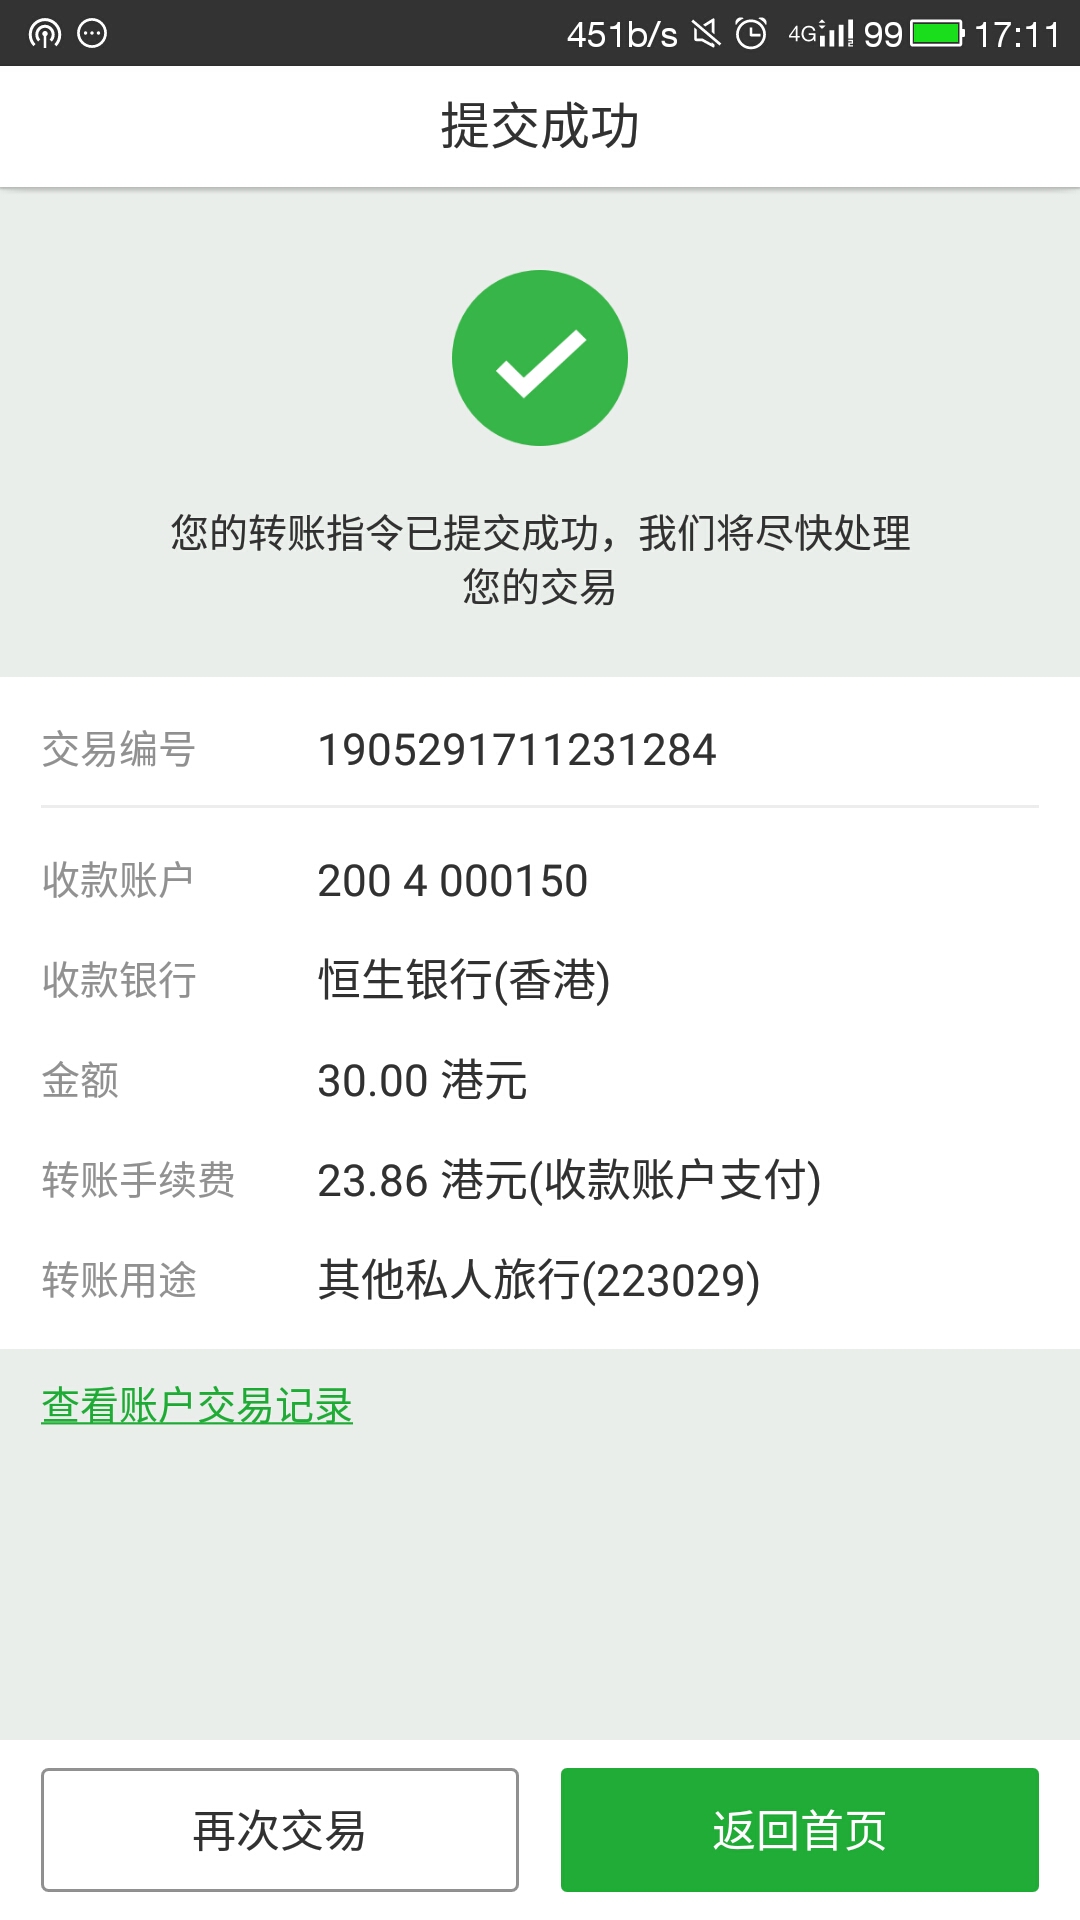 451b/s 4G 99 17:11
提交成功
您的转账指令已提交成功，我们将尽快处理
您的交易
交易编号 1905291711231284
收款账户 200 4 000150
收款银行 恒生银行(香港)
金额 30.00 港元
转账手续费 23.86 港元(收款账户支付)
转账用途 其他私人旅行(223029)
查看账户交易记录
再次交易 返回首页